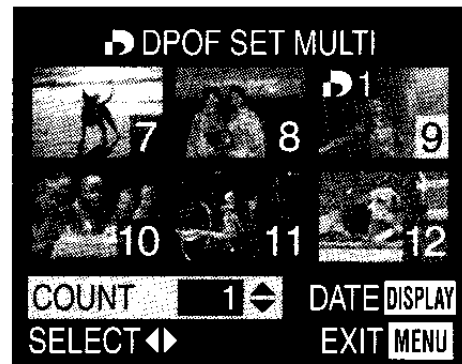 DPOF SET MULTI
7 8 1 9
10 11 12
COUNT 1 DATE DISPLAY
SELECT EXIT MENU